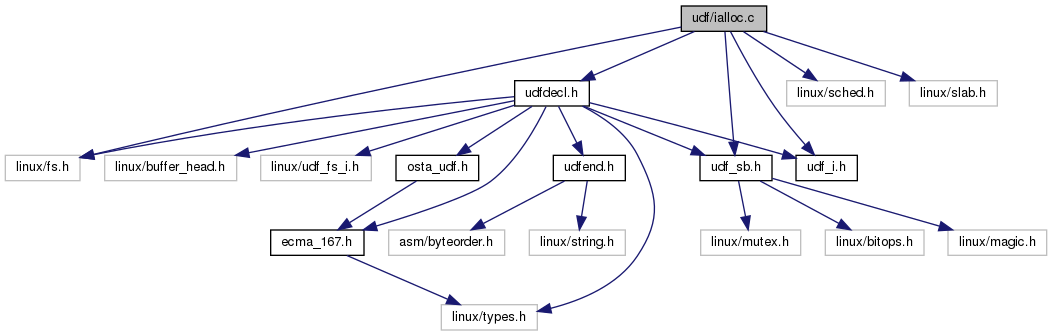 udf/ialloc.c
udfdecl.h
linux/sched.h
linux/slab.h
linux/fs.h
linux/buffer_head.h
linux/udf_fs_i.h
osta_udf.h
udfend.h
udf_sb.h
udf_i.h
ecma_167.h
asm/byteorder.h
linux/string.h
linux/mutex.h
linux/bitops.h
linux/magic.h
linux/types.h